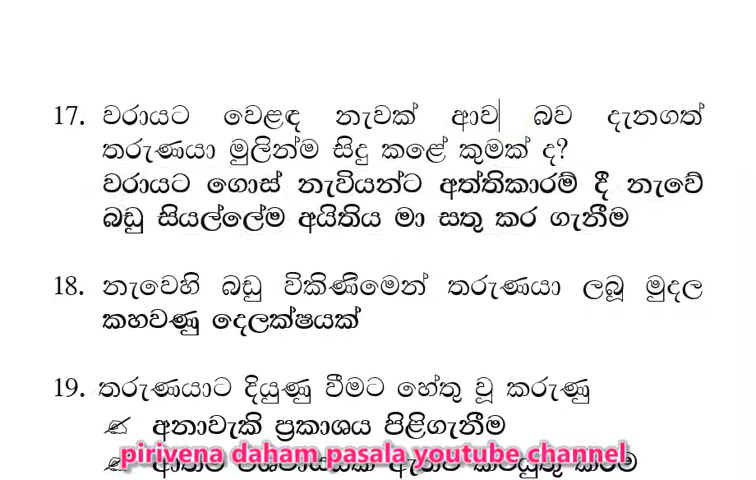 17. වරායට වෙළඳ නැවක් ආව බව දැනගත්
තරුණයා මුලින්ම සිදු කළේ කුමක් ද?
වරායට ගොස් නැවියන්ට අත්තිකාරම් දී නැවේ
බඩු සියල්ලේම අයිතිය මා සතු කර ගැනීම
18. නැවෙහි බඩු විකිණිමෙන් තරුණයා ලබූ මුදල
කහවණු දෙලක්ෂයක්
19. තරුණයාට දියුණු වීමට හේතු වූ කරුණු
අනාවැකි ප්‍රකාශය පිළිගැනීම
pirivena daham pasala youtube channel